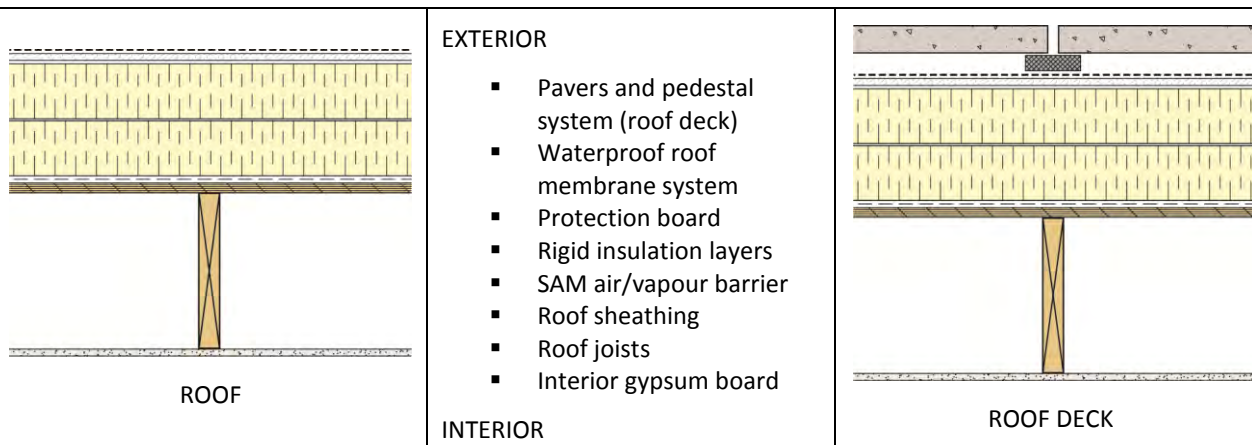 EXTERIOR
▪ Pavers and pedestal
system (roof deck)
▪ Waterproof roof
membrane system
▪ Protection board
▪ Rigid insulation layers
▪ SAM air/vapour barrier
▪ Roof sheathing
▪ Roof joists
▪ Interior gypsum board
INTERIOR
ROOF
ROOF DECK